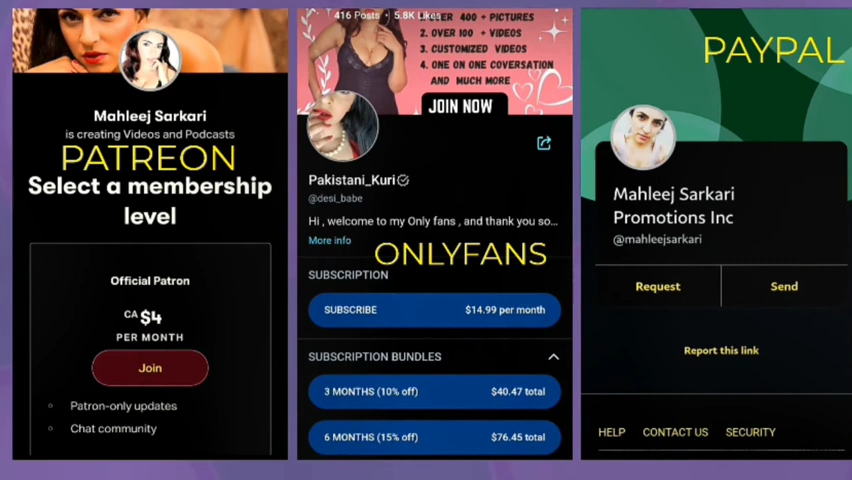 Mahleej Sarkari
is creating Videos and Podcasts
PATREON
Select a membership
level
Official Patron
CA $4
PER MONTH
Join
Patron-only updates
Chat community
416 Posts • 5.8K Likes
OVER 400 + PICTURES
2. OVER 100 + VIDEOS
3. CUSTOMIZED VIDEOS
4. ONE ON ONE COVERSATION
AND MUCH MORE
JOIN NOW
Pakistani_Kuri
@desi_babe
Hi , welcome to my Only fans , and thank you so...
More info
ONLYFANS
SUBSCRIPTION
SUBSCRIBE $14.99 per month
SUBSCRIPTION BUNDLES
3 MONTHS (10% off) $40.47 total
6 MONTHS (15% off) $76.45 total
PAYPAL
Mahleej Sarkari
Promotions Inc
@mahleejsarkari
Request Send
Report this link
HELP CONTACT US SECURITY